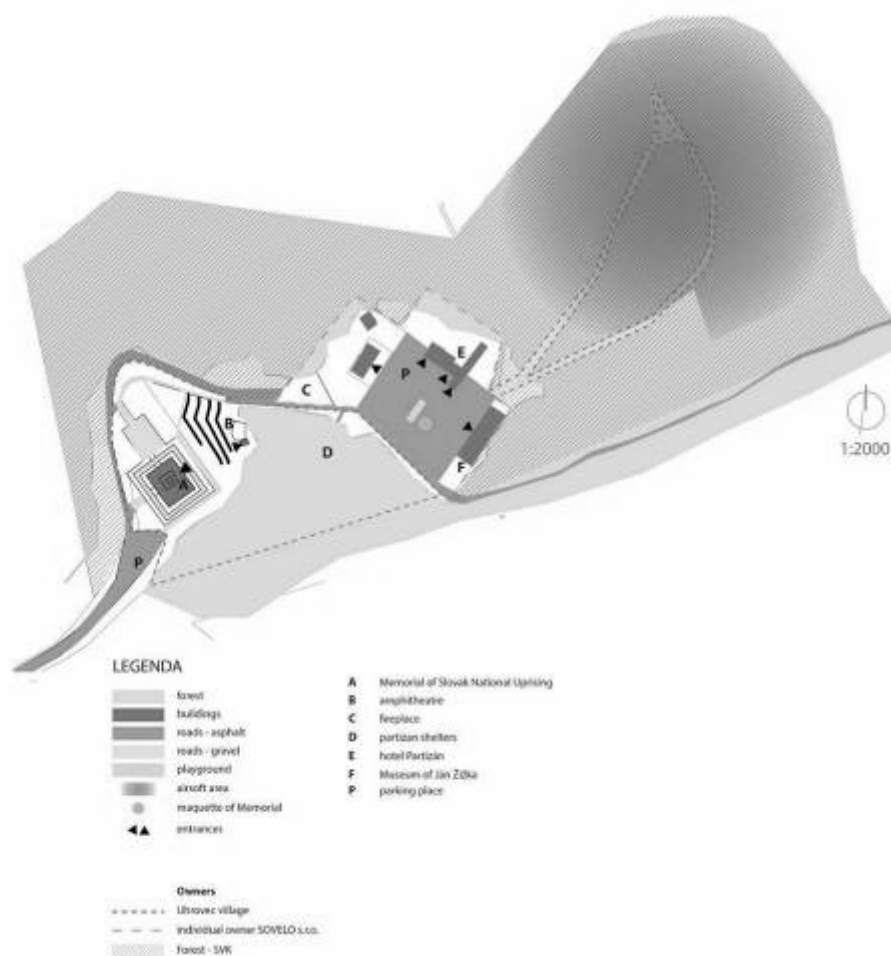 E
P
C
B
D
A
F
1:2000
P
LEGENDA
forest
buildings
roads - asphalt
roads - gravel
playground
airsoft area
maquette of Memorial
entrances
A Memorial of Slovak National Uprising
B amphitheatre
C fireplace
D partizan shelters
E hotel Partizán
F Museum of Ján Žižka
P parking place
Owners
Uhrovec village
individual owner SOVELO s.r.o.
Forest - SVK